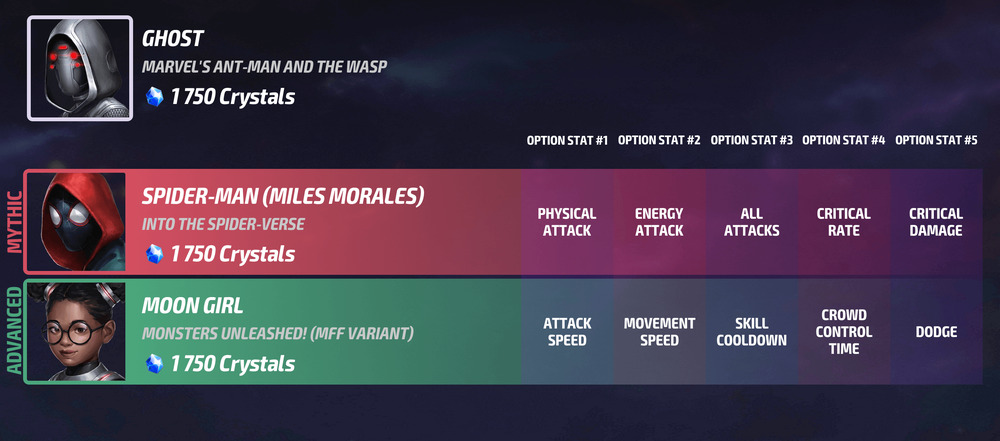 GHOST
MARVEL'S ANT-MAN AND THE WASP
1 750 Crystals
OPTION STAT #1 OPTION STAT #2 OPTION STAT #3 OPTION STAT #4 OPTION STAT #5
MYTHIC
SPIDER-MAN (MILES MORALES)
INTO THE SPIDER-VERSE
1 750 Crystals
PHYSICAL
ATTACK
ENERGY
ATTACK
ALL
ATTACKS
CRITICAL
RATE
CRITICAL
DAMAGE
ADVANCED
MOON GIRL
MONSTERS UNLEASHED! (MFF VARIANT)
1 750 Crystals
ATTACK
SPEED
MOVEMENT
SPEED
SKILL
COOLDOWN
CROWD
CONTROL
TIME
DODGE